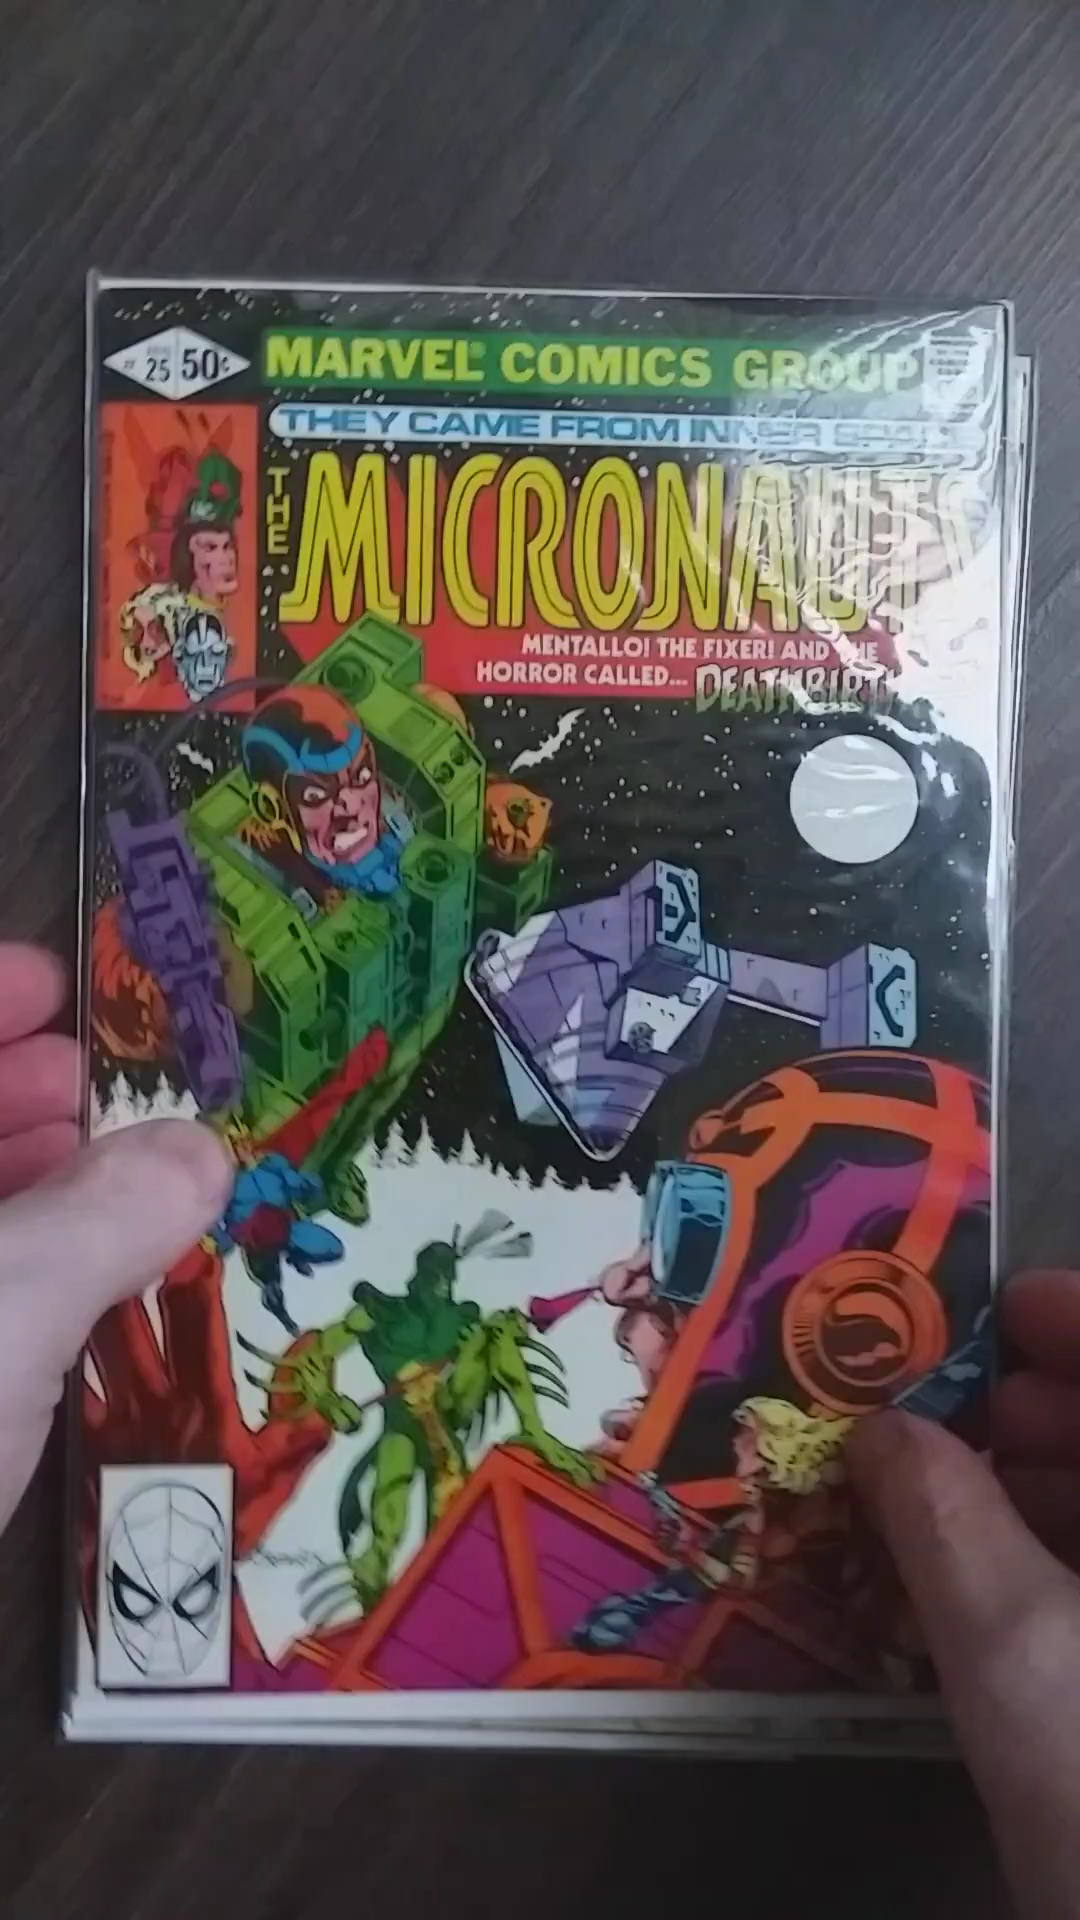 25 50¢
MARVEL COMICS GROUP
THEY CAME FROM INNER SPACE
THE
MICRONAUTS
MENTALLO! THE FIXER! AND THE
HORROR CALLED... DEATHBIRTH